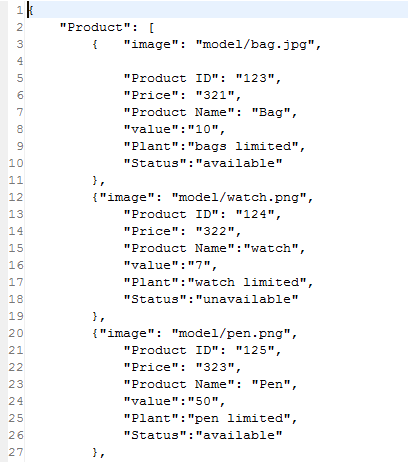 1 {
2 "Product": [
3 { "image": "model/bag.jpg",
4
5 "Product ID": "123",
6 "Price": "321",
7 "Product Name": "Bag",
8 "value":"10",
9 "Plant":"bags limited",
10 "Status":"available"
11 },
12 {"image": "model/watch.png",
13 "Product ID": "124",
14 "Price": "322",
15 "Product Name":"watch",
16 "value":"7",
17 "Plant":"watch limited",
18 "Status":"unavailable"
19 },
20 {"image": "model/pen.png",
21 "Product ID": "125",
22 "Price": "323",
23 "Product Name": "Pen",
24 "value":"50",
25 "Plant":"pen limited",
26 "Status":"available"
27 },